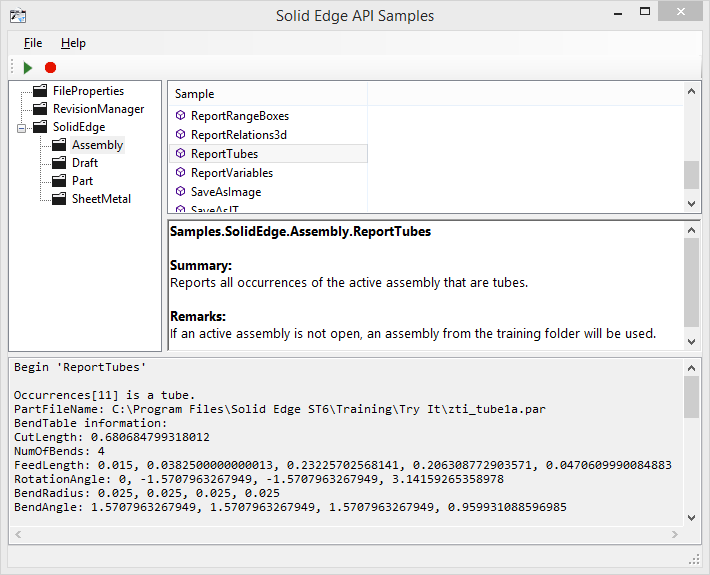 Solid Edge API Samples
File Help
FileProperties
RevisionManager
SolidEdge
Assembly
Draft
Part
SheetMetal
Sample
ReportRangeBoxes
ReportRelations3d
ReportTubes
ReportVariables
SaveAsImage
SaveAsJT
Samples.SolidEdge.Assembly.ReportTubes
Summary:
Reports all occurrences of the active assembly that are tubes.
Remarks:
If an active assembly is not open, an assembly from the training folder will be used.
Begin 'ReportTubes'
Occurrences[11] is a tube.
PartFileName: C:\Program Files\Solid Edge ST6\Training\Try It\zti_tube1a.par
BendTable information:
CutLength: 0.680684799318012
NumOfBends: 4
FeedLength: 0.015, 0.0382500000000013, 0.23225702568141, 0.206308772903571, 0.0470609990084883
RotationAngle: 0, -1.5707963267949, -1.5707963267949, 3.14159265358978
BendRadius: 0.025, 0.025, 0.025, 0.025
BendAngle: 1.5707963267949, 1.5707963267949, 1.5707963267949, 0.959931088596985